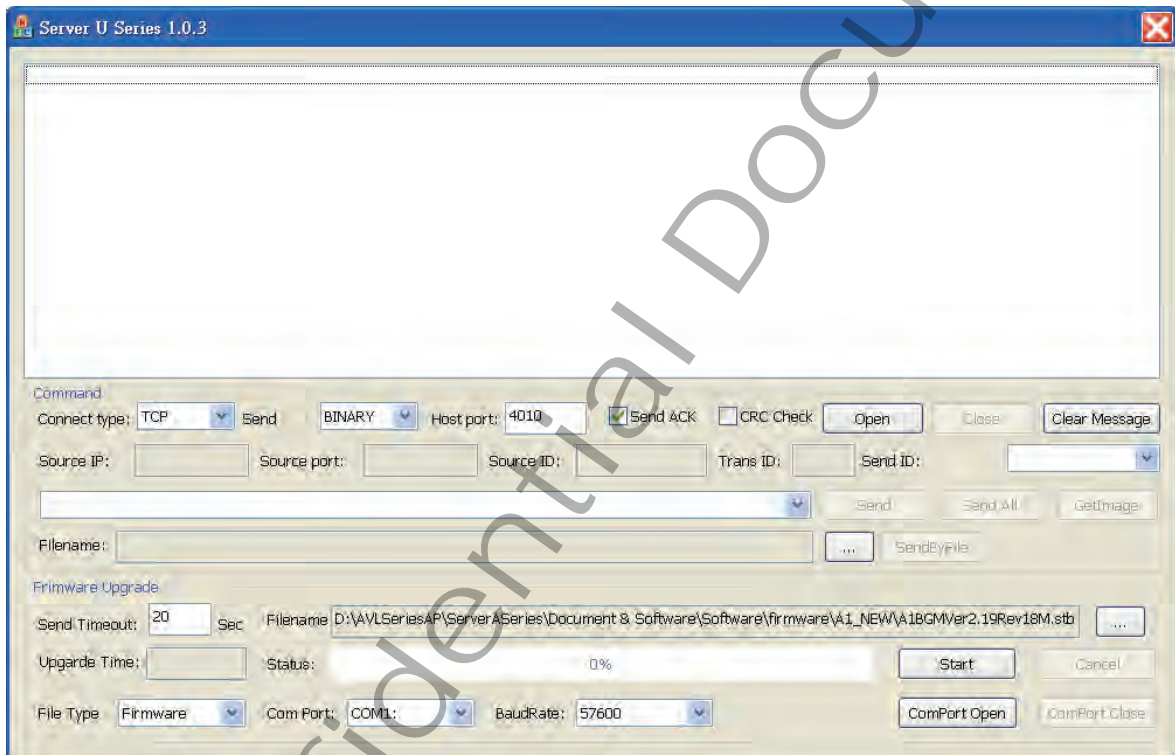 Server U Series 1.0.3
Command
Connect type: TCP Send BINARY Host port: 4010 Send ACK CRC Check Open Close Clear Message
Source IP: Source port: Source ID: Trans ID: Send ID:
Send Send All GetImage
Filename: ... SendByFile
Frimware Upgrade
Send Timeout: 20 Sec Filename D:\AVLSeriesAP\ServerASeries\Document & Software\Software\firmware\A1_NEW\A1BGMVer2.19Rev18M.stb ...
Upgarde Time: Status: 0% Start Cancel
File Type Firmware Com Port: COM1: BaudRate: 57600 ComPort Open ComPort Close
fidential Docu